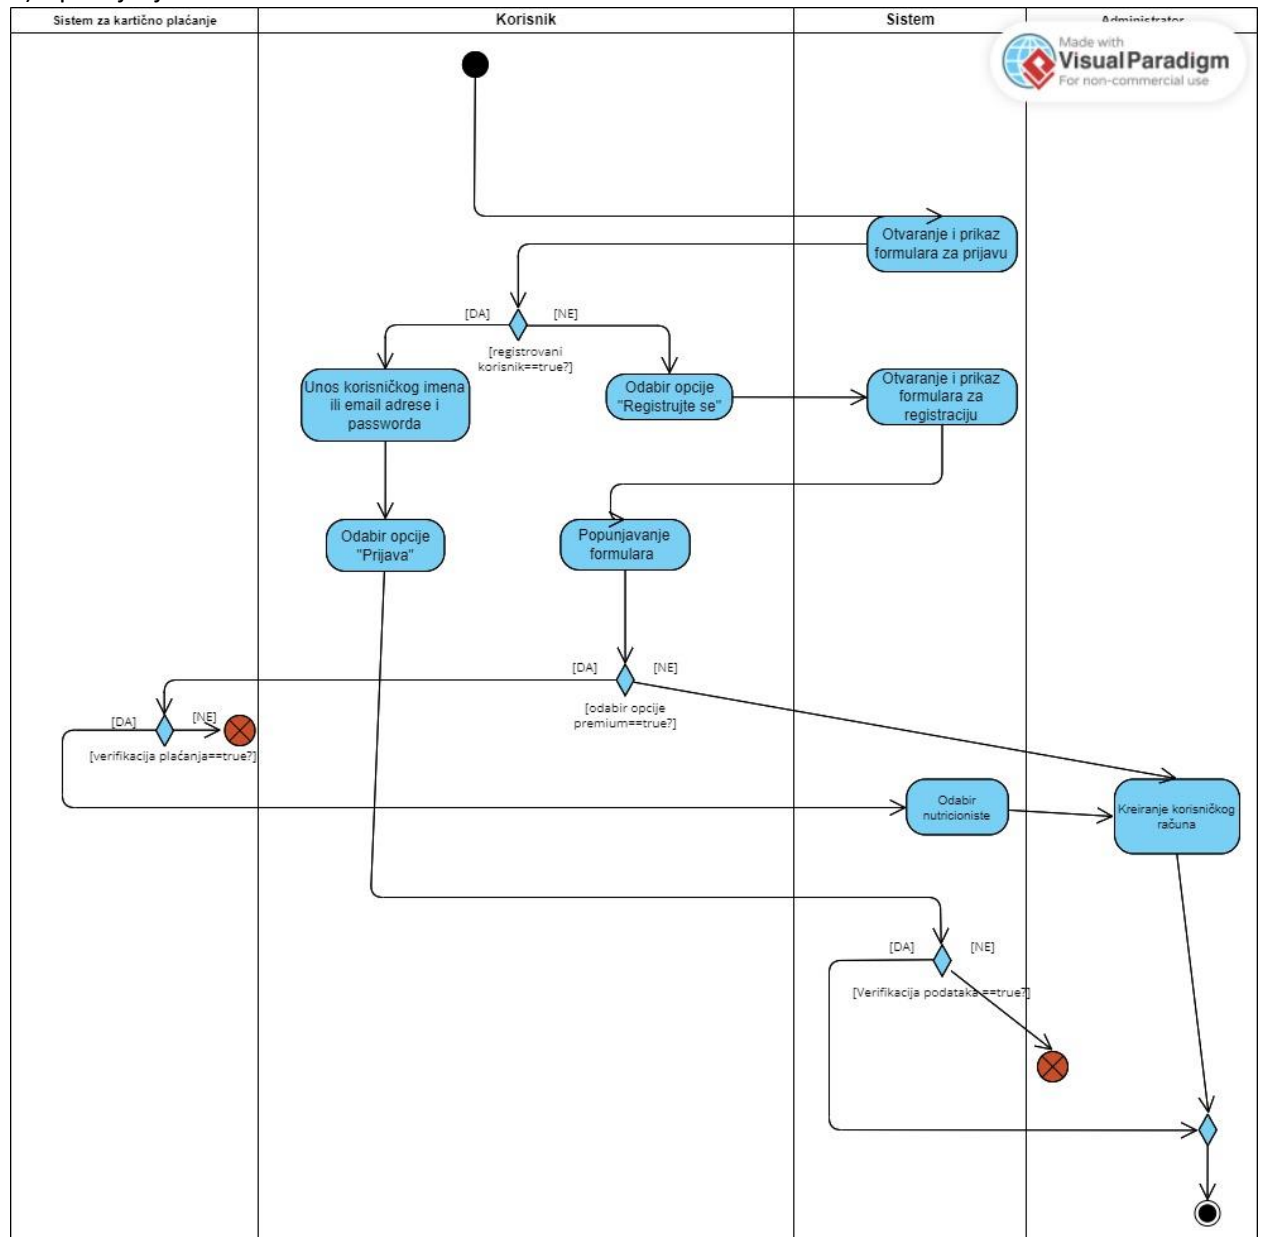 Sistem za kartično plaćanje
Korisnik
Sistem
Administrator
Made with
Visual Paradigm
For non-commercial use
Otvaranje i prikaz
formulara za prijavu
[DA]
[NE]
[registrovani
korisnik==true?]
Unos korisničkog imena
ili email adrese i
passworda
Odabir opcije
"Registrujte se"
Otvaranje i prikaz
formulara za
registraciju
Odabir opcije
"Prijava"
Popunjavanje
formulara
[DA]
[NE]
[odabir opcije
premium==true?]
[DA]
[NE]
[verifikacija plaćanja==true?]
Odabir
nutricioniste
Kreiranje korisničkog
računa
[DA]
[NE]
[Verifikacija podataka ==true?]